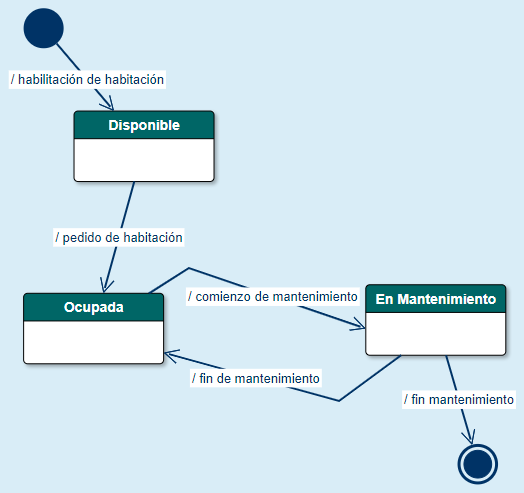 / habilitación de habitación
Disponible
/ pedido de habitación
Ocupada
/ comienzo de mantenimiento
En Mantenimiento
/ fin de mantenimiento
/ fin mantenimiento